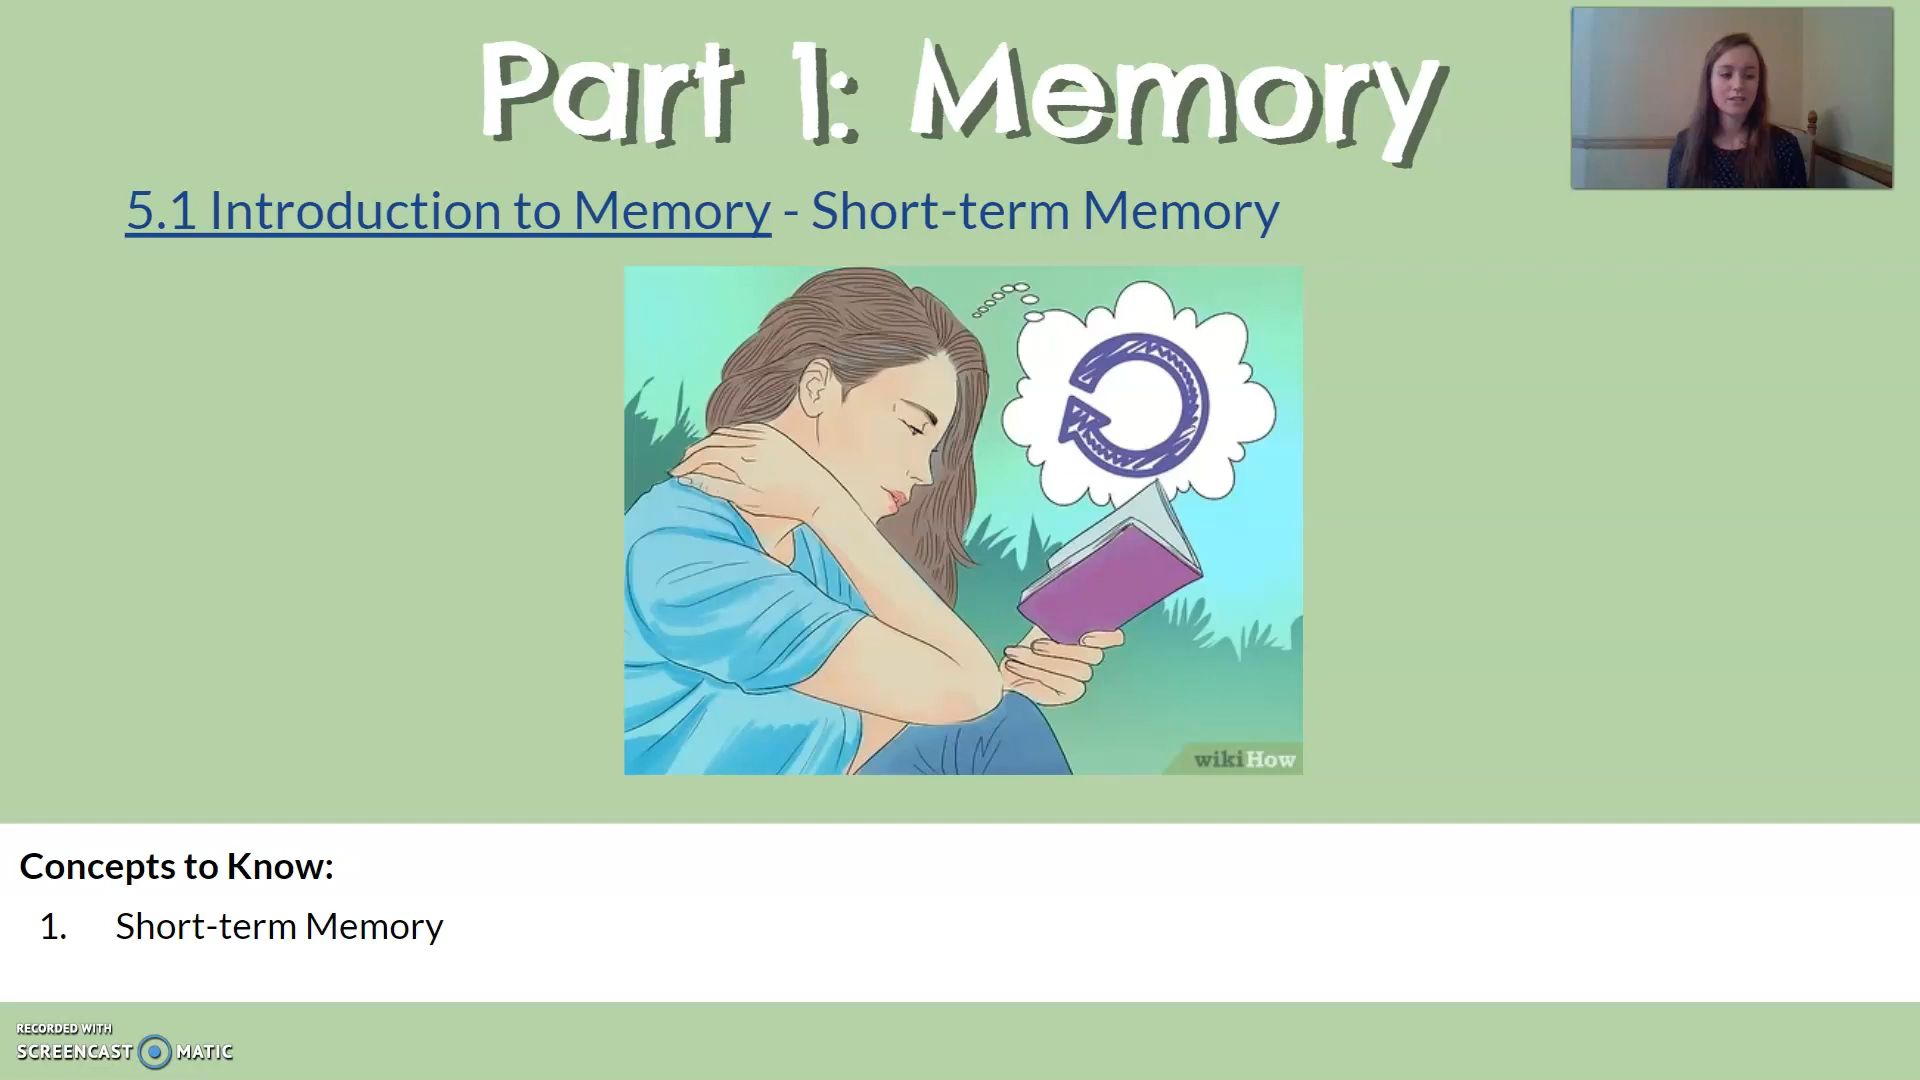 Part 1: Memory
5.1 Introduction to Memory - Short-term Memory
wikiHow
Concepts to Know:
1. Short-term Memory
RECORDED WITH
SCREENCAST MATIC